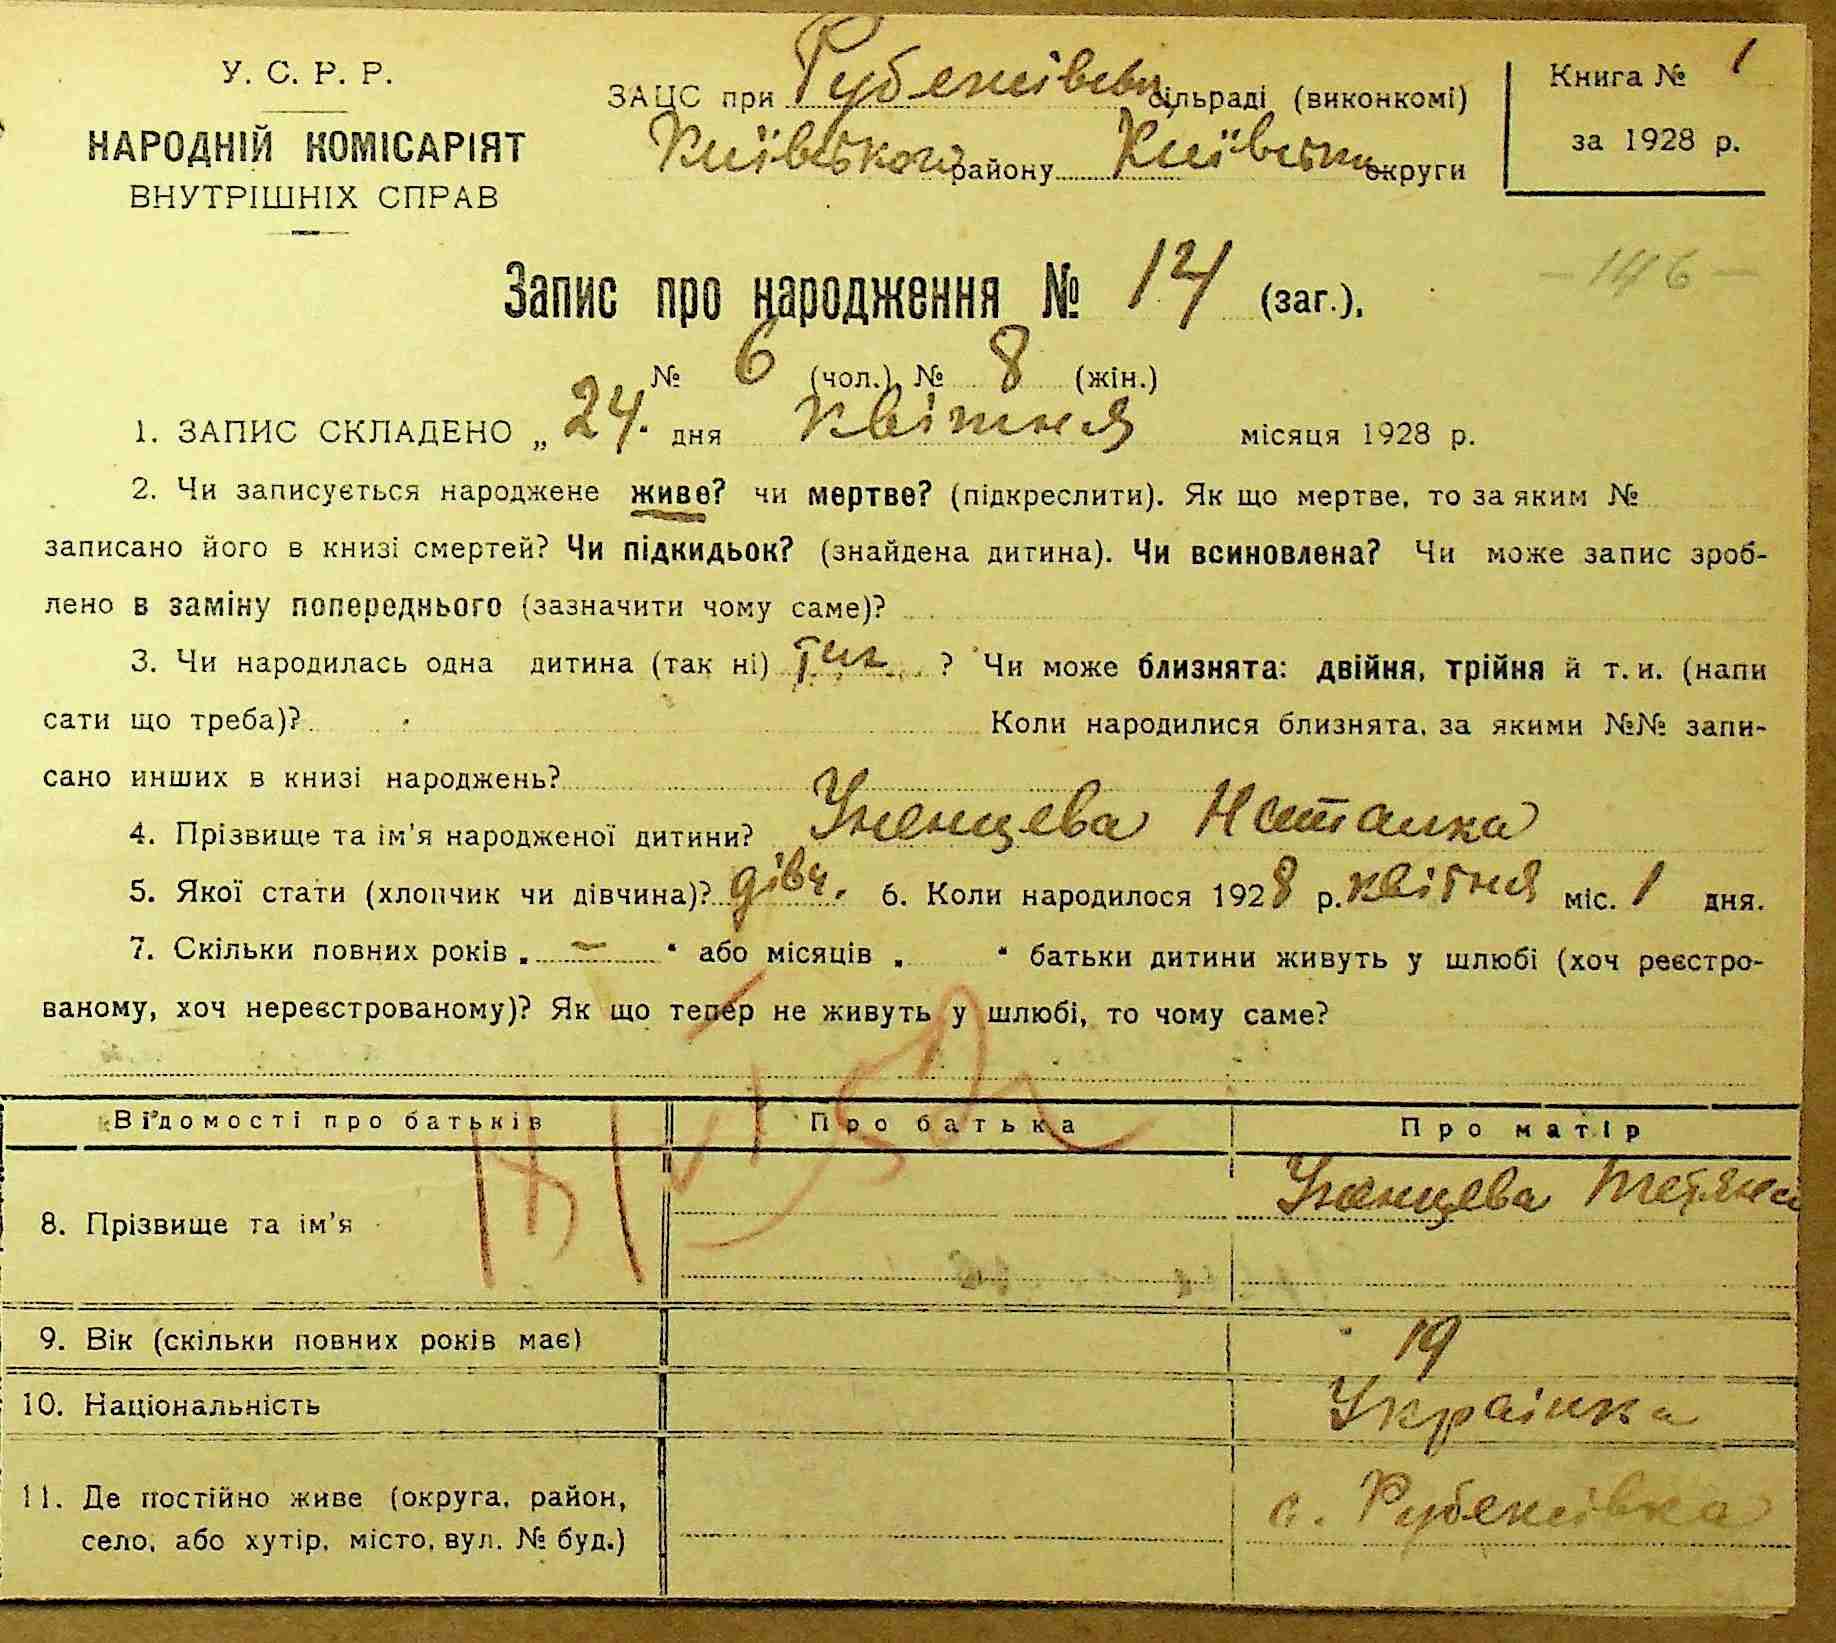 У. С. Р. Р.
НАРОДНІЙ КОМІСАРІЯТ
ВНУТРІШНІХ СПРАВ
ЗАЦС при Рубежівськ сільраді (виконкомі)
Київського району Київськ округи
Книга № 1
за 1928 р.
Запис про народження № 14 (заг.),
- 146 -
№ 6 (чол.) № 8 (жін.)
1. ЗАПИС СКЛАДЕНО „ 24. дня квітня місяця 1928 р.
2. Чи записується народжене живе? чи мертве? (підкреслити). Як що мертве, то за яким №
записано його в книзі смертей? Чи підкидьок? (знайдена дитина). Чи всиновлена? Чи може запис зроб-
лено в заміну попереднього (зазначити чому саме)?
3. Чи народилась одна дитина (так ні) так ? Чи може близнята: двійня, трійня й т. и. (напи
сати що треба)? Коли народилися близнята, за якими №№ запи-
сано инших в книзі народжень?
4. Прізвище та ім'я народженої дитини? Уженцева Наталка
5. Якої стати (хлопчик чи дівчина)? дівч. 6. Коли народилося 1928 р. квітня міс. 1 дня.
7. Скільки повних років „ — “ або місяців „ “ батьки дитини живуть у шлюбі (хоч реєстро-
ваному, хоч нереєстрованому)? Як що тепер не живуть у шлюбі, то чому саме?
Відомості про батьків Про батька Про матір
8. Прізвище та ім'я Уженцева Тетяна
9. Вік (скільки повних років має) 19
10. Національність Українка
11. Де постійно живе (округа, район, с. Рубежівка
село, або хутір, місто, вул. № буд.)